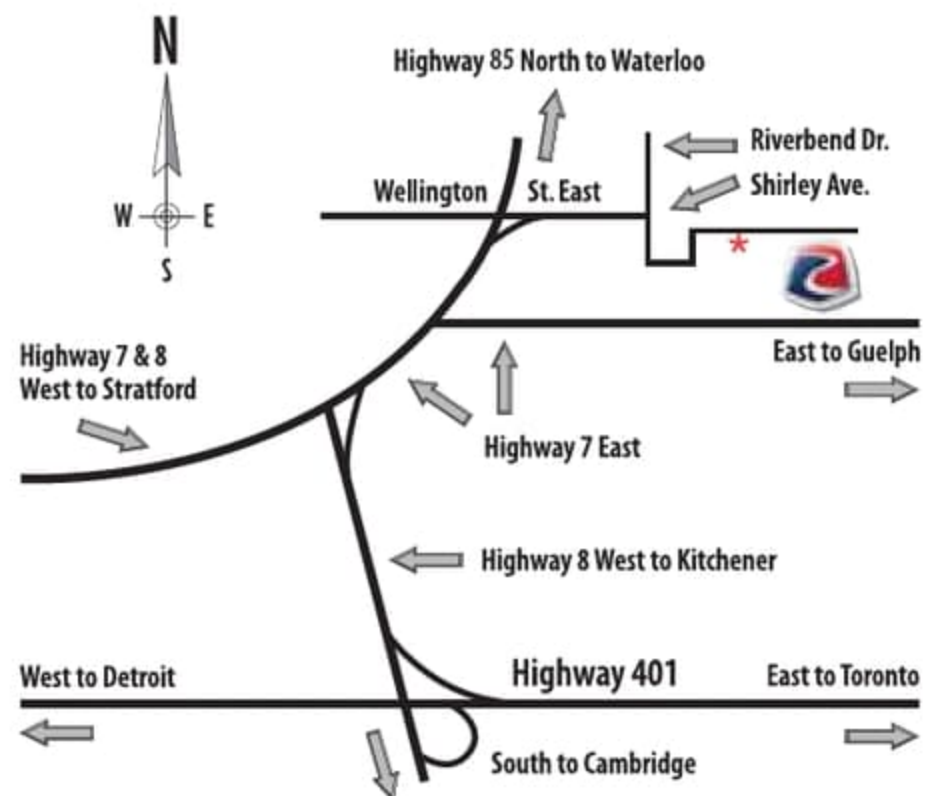 N
Highway 85 North to Waterloo
Riverbend Dr.
Wellington St. East
Shirley Ave.
W E
S
*
Highway 7 & 8
West to Stratford
East to Guelph
Highway 7 East
Highway 8 West to Kitchener
West to Detroit
Highway 401
East to Toronto
South to Cambridge